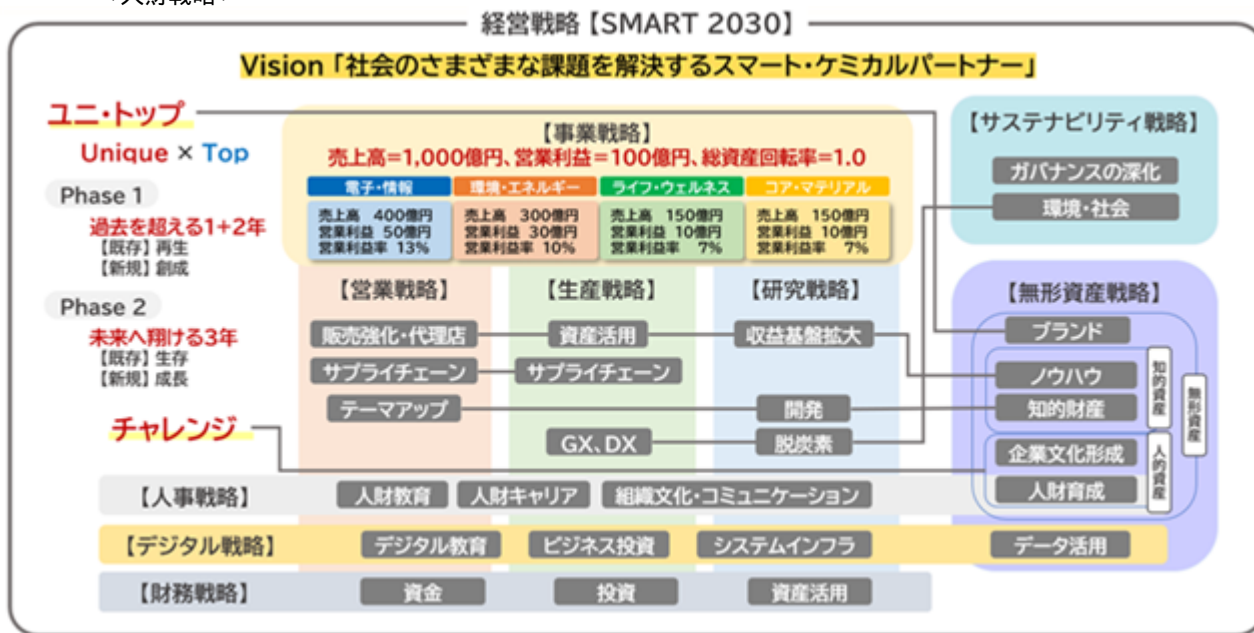 経営戦略【SMART 2030】
Vision「社会のさまざまな課題を解決するスマート・ケミカルパートナー」
ユニ・トップ
Unique × Top
Phase 1
過去を超える1+2年
【既存】再生
【新規】創成
Phase 2
未来へ翔ける3年
【既存】生存
【新規】成長
チャレンジ
【事業戦略】
売上高=1,000億円、営業利益=100億円、総資産回転率=1.0
電子・情報
売上高 400億円
営業利益 50億円
営業利益率 13%
環境・エネルギー
売上高 300億円
営業利益 30億円
営業利益率 10%
ライフ・ウェルネス
売上高 150億円
営業利益 10億円
営業利益率 7%
コア・マテリアル
売上高 150億円
営業利益 10億円
営業利益率 7%
【営業戦略】
【生産戦略】
【研究戦略】
販売強化・代理店
資産活用
収益基盤拡大
サプライチェーン
サプライチェーン
テーマアップ
開発
GX、DX
脱炭素
【サステナビリティ戦略】
ガバナンスの深化
環境・社会
【無形資産戦略】
ブランド
ノウハウ
知的財産
企業文化形成
人財育成
知的資産
人的資産
無形資産
【人事戦略】
人財教育
人財キャリア
組織文化・コミュニケーション
【デジタル戦略】
デジタル教育
ビジネス投資
システムインフラ
データ活用
【財務戦略】
資金
投資
資産活用